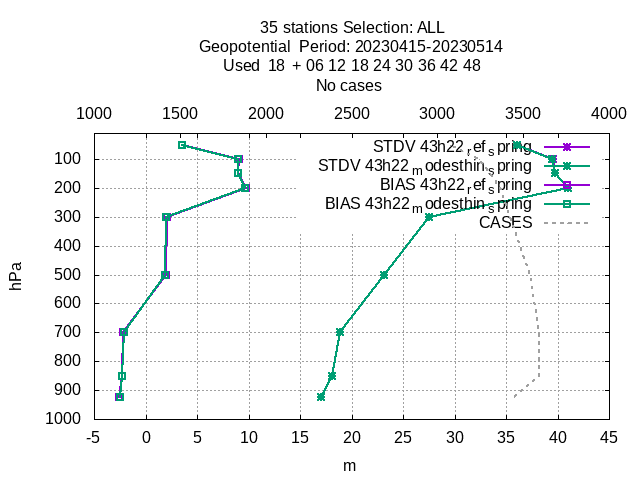 35 stations Selection: ALL
Geopotential Period: 20230415-20230514
Used 18 + 06 12 18 24 30 36 42 48
No cases
1000 1500 2000 2500 3000 3500 4000
STDV 43h22_ref_spring
STDV 43h22_modesthin_spring
BIAS 43h22_ref_spring
BIAS 43h22_modesthin_spring
CASES
100
200
300
400
500
600
700
800
900
1000
hPa
-5 0 5 10 15 20 25 30 35 40 45
m